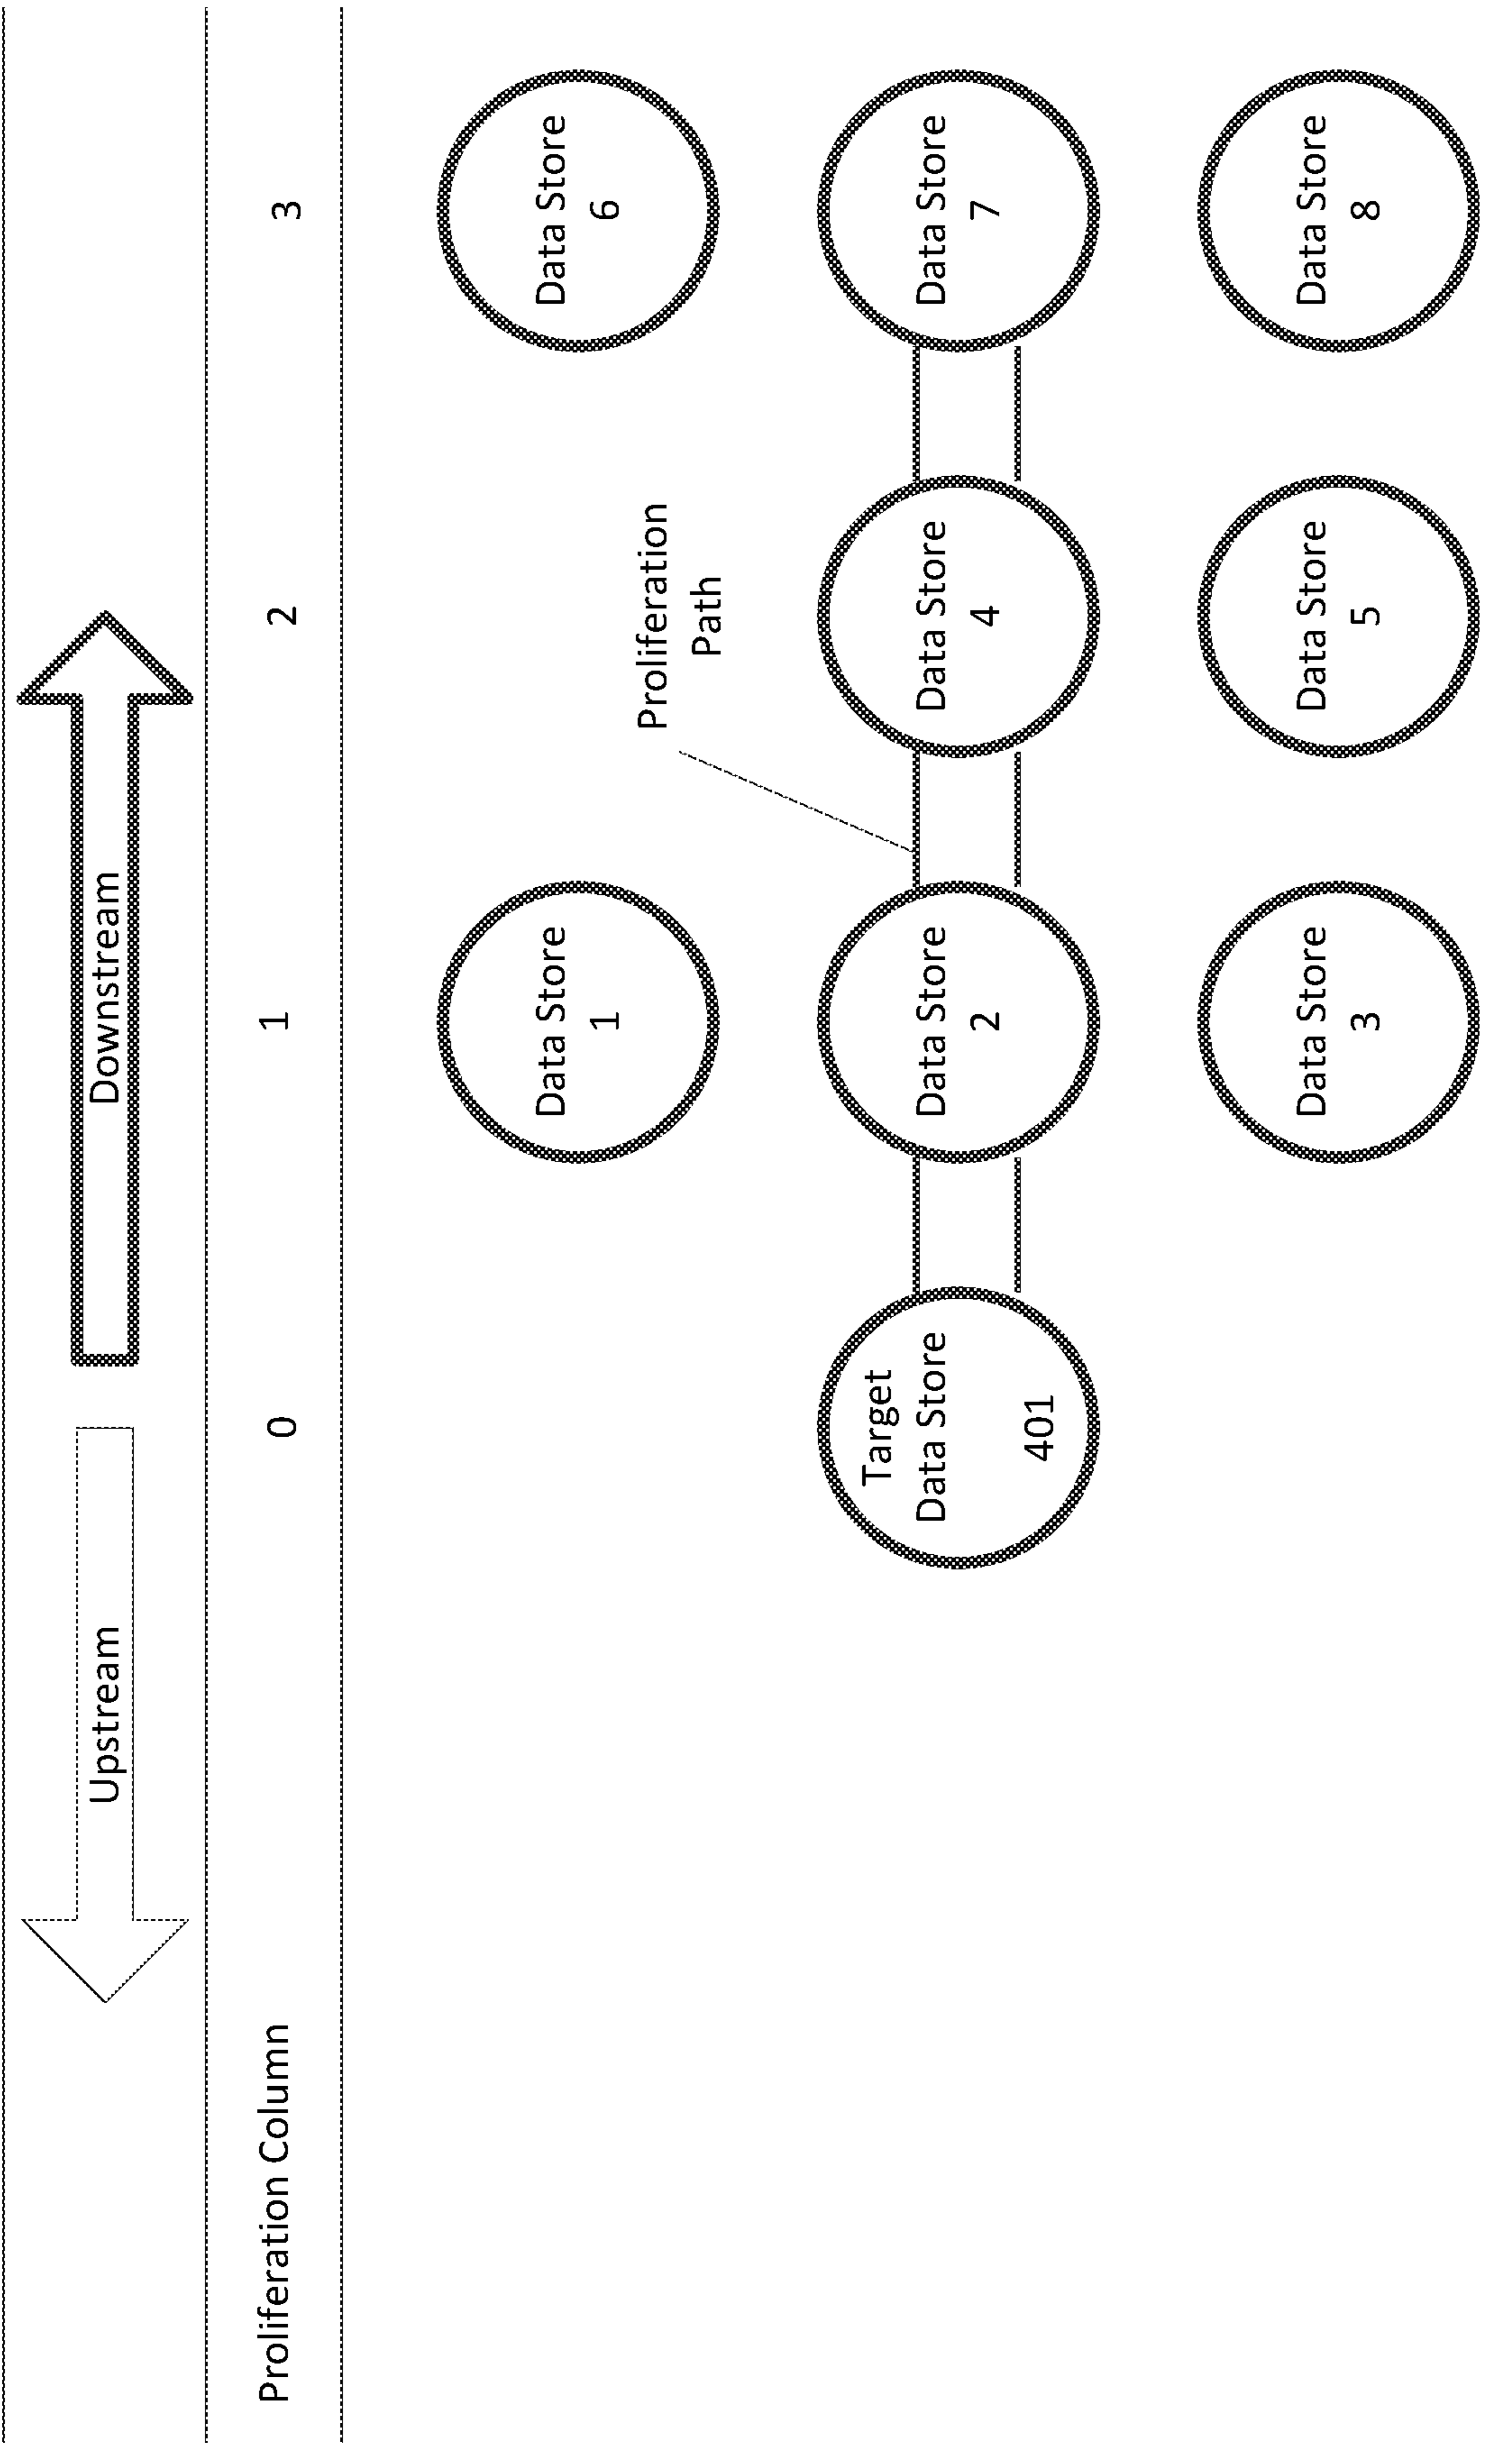 Upstream
Downstream
Proliferation Column
0
1
2
3
Proliferation
Path
Data Store
1
Data Store
6
Target
Data Store
401
Data Store
2
Data Store
4
Data Store
7
Data Store
3
Data Store
5
Data Store
8